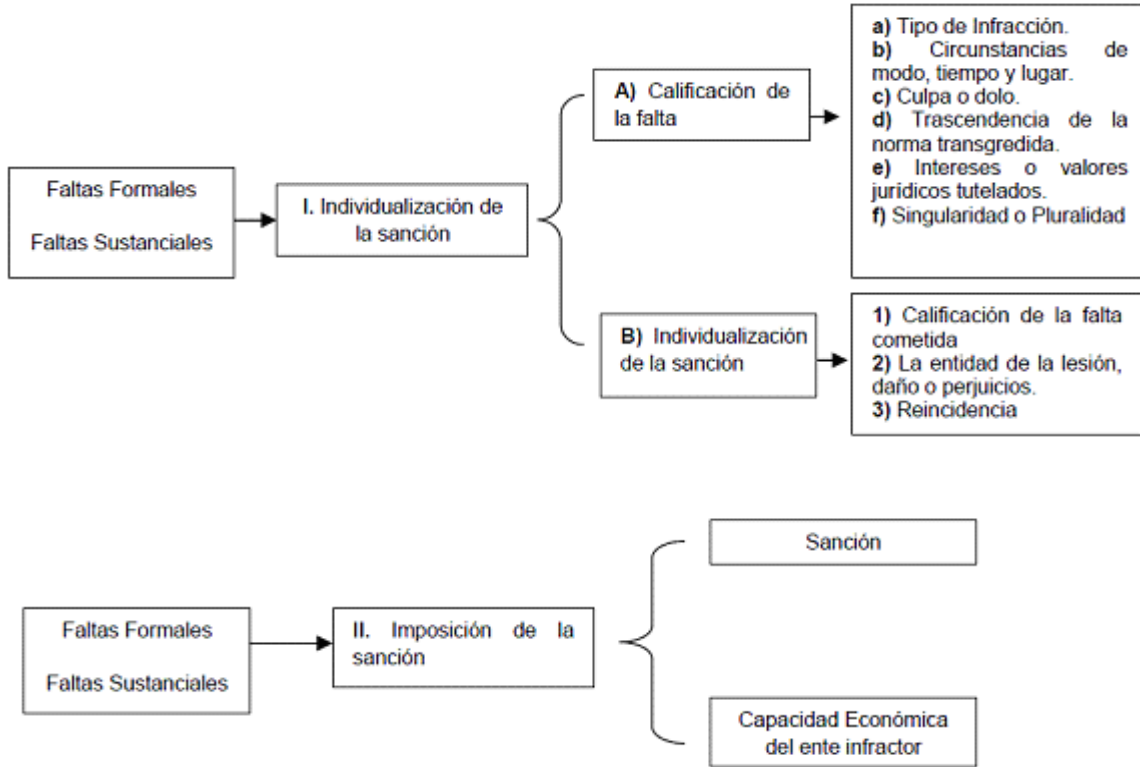 Faltas Formales
Faltas Sustanciales
I. Individualización de
la sanción
A) Calificación de
la falta
a) Tipo de Infracción.
b) Circunstancias de
modo, tiempo y lugar.
c) Culpa o dolo.
d) Trascendencia de la
norma transgredida.
e) Intereses o valores
jurídicos tutelados.
f) Singularidad o Pluralidad
B) Individualización
de la sanción
1) Calificación de la falta
cometida
2) La entidad de la lesión,
daño o perjuicios.
3) Reincidencia
Faltas Formales
Faltas Sustanciales
II. Imposición de la
sanción
Sanción
Capacidad Económica
del ente infractor